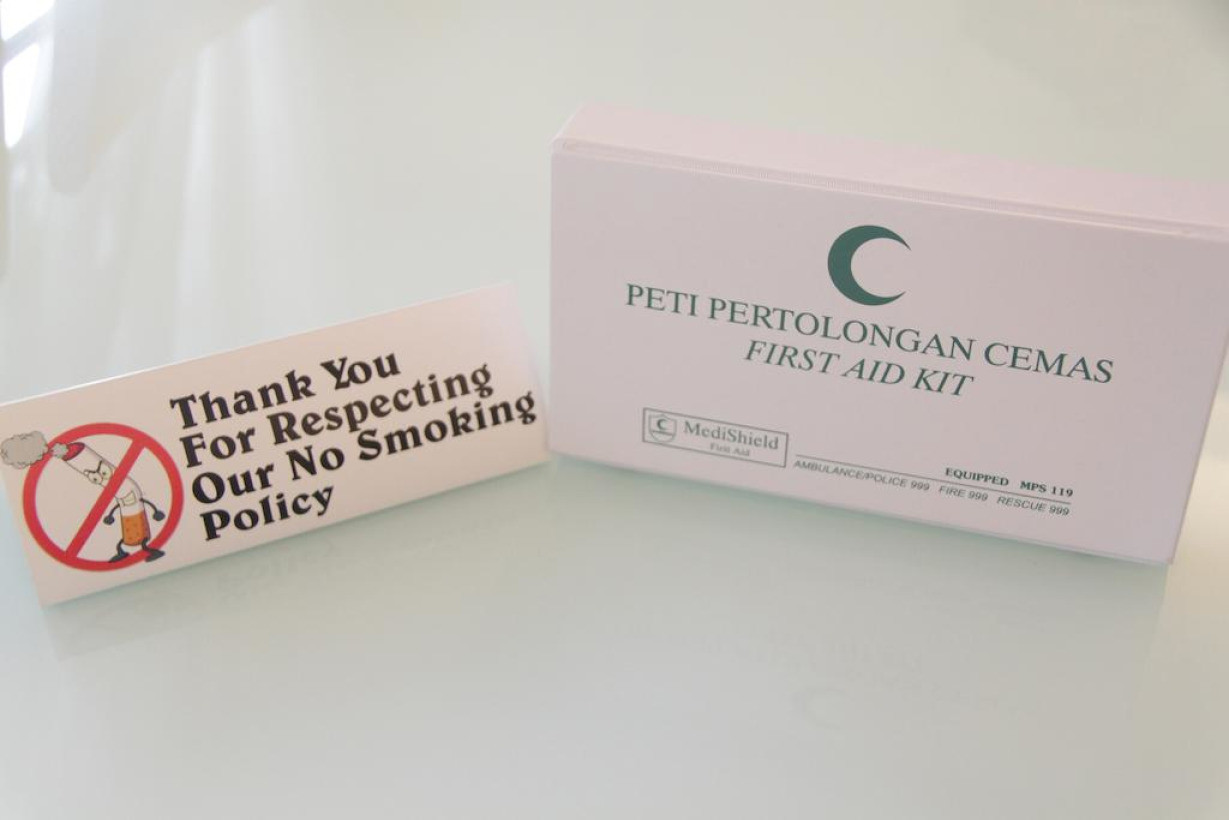 Thank You
For Respecting
Our No Smoking
Policy
PETI PERTOLONGAN CEMAS
FIRST AID KIT
MediShield
First Aid
EQUIPPED MPS 119
AMBULANCE/POLICE 999 FIRE 999 RESCUE 999